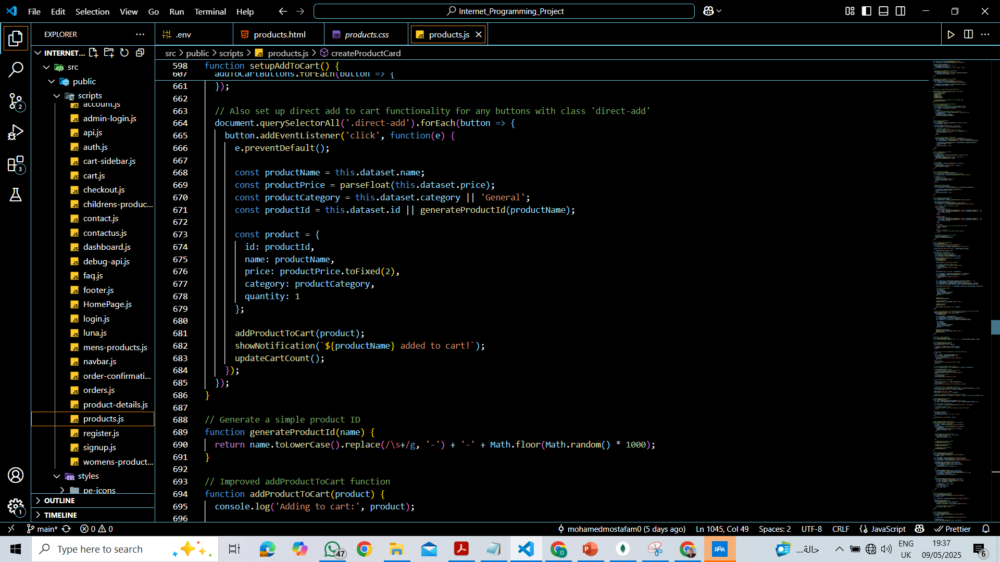 File Edit Selection View Go Run Terminal Help
Internet_Programming_Project
EXPLORER
.env
products.html
products.css
products.js
INTERNET...
src > public > scripts > products.js > createProductCard
src
public
scripts
account.js
admin-login.js
api.js
auth.js
cart-sidebar.js
cart.js
checkout.js
childrens-produc...
contact.js
contactus.js
dashboard.js
debug-api.js
faq.js
footer.js
HomePage.js
login.js
luna.js
mens-products.js
navbar.js
order-confirmati...
orders.js
product-details.js
products.js
register.js
signup.js
womens-product...
styles
pe-icons
OUTLINE
TIMELINE
2
3
1
598 function setupAddToCart() {
607 addToCartButtons.forEach(button => {
661 });
662
663 // Also set up direct add to cart functionality for any buttons with class 'direct-add'
664 document.querySelectorAll('.direct-add').forEach(button => {
665 button.addEventListener('click', function(e) {
666 e.preventDefault();
667
668 const productName = this.dataset.name;
669 const productPrice = parseFloat(this.dataset.price);
670 const productCategory = this.dataset.category || 'General';
671 const productId = this.dataset.id || generateProductId(productName);
672
673 const product = {
674 id: productId,
675 name: productName,
676 price: productPrice.toFixed(2),
677 category: productCategory,
678 quantity: 1
679 };
680
681 addProductToCart(product);
682 showNotification(`${productName} added to cart!`);
683 updateCartCount();
684 });
685 });
686 }
687
688 // Generate a simple product ID
689 function generateProductId(name) {
690 return name.toLowerCase().replace(/\s+/g, '-') + '-' + Math.floor(Math.random() * 1000);
691 }
692
693 // Improved addProductToCart function
694 function addProductToCart(product) {
695 console.log('Adding to cart:', product);
696
main* 0 0 mohamedmostafam0 (5 days ago) Ln 1045, Col 49 Spaces: 2 UTF-8 CRLF JavaScript Prettier
Type here to search
47
حالة...
ENG
UK
19:37
09/05/2025
6